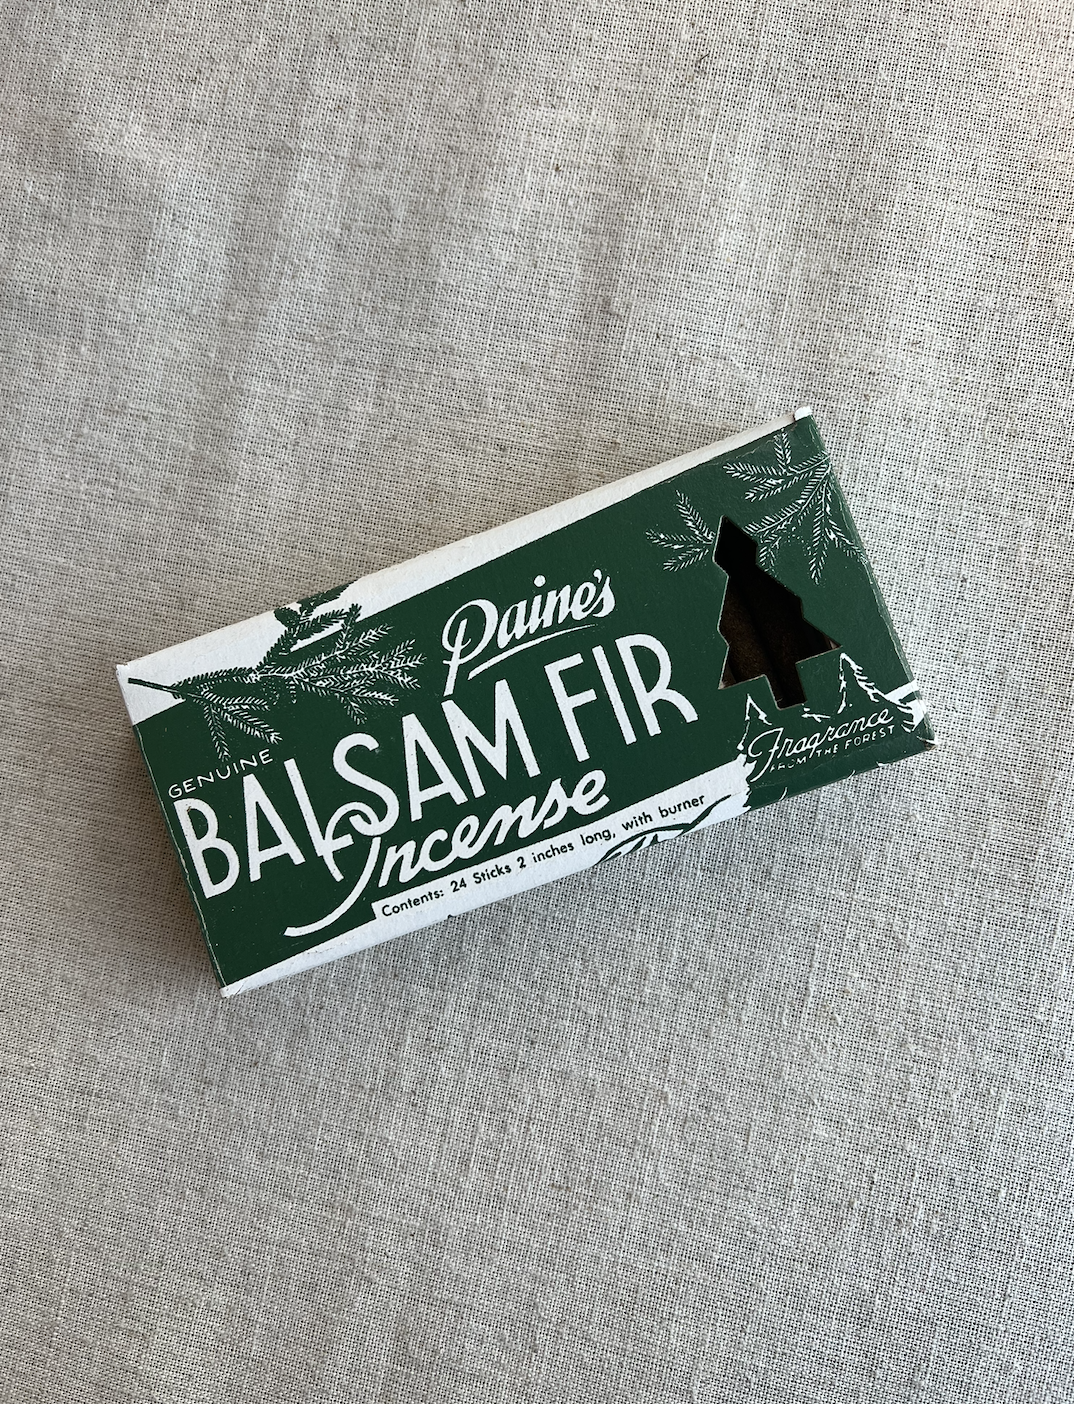 Paine's
GENUINE
BALSAM FIR
Incense
Contents: 24 Sticks 2 inches long, with burner
Fragrance
FROM THE FOREST